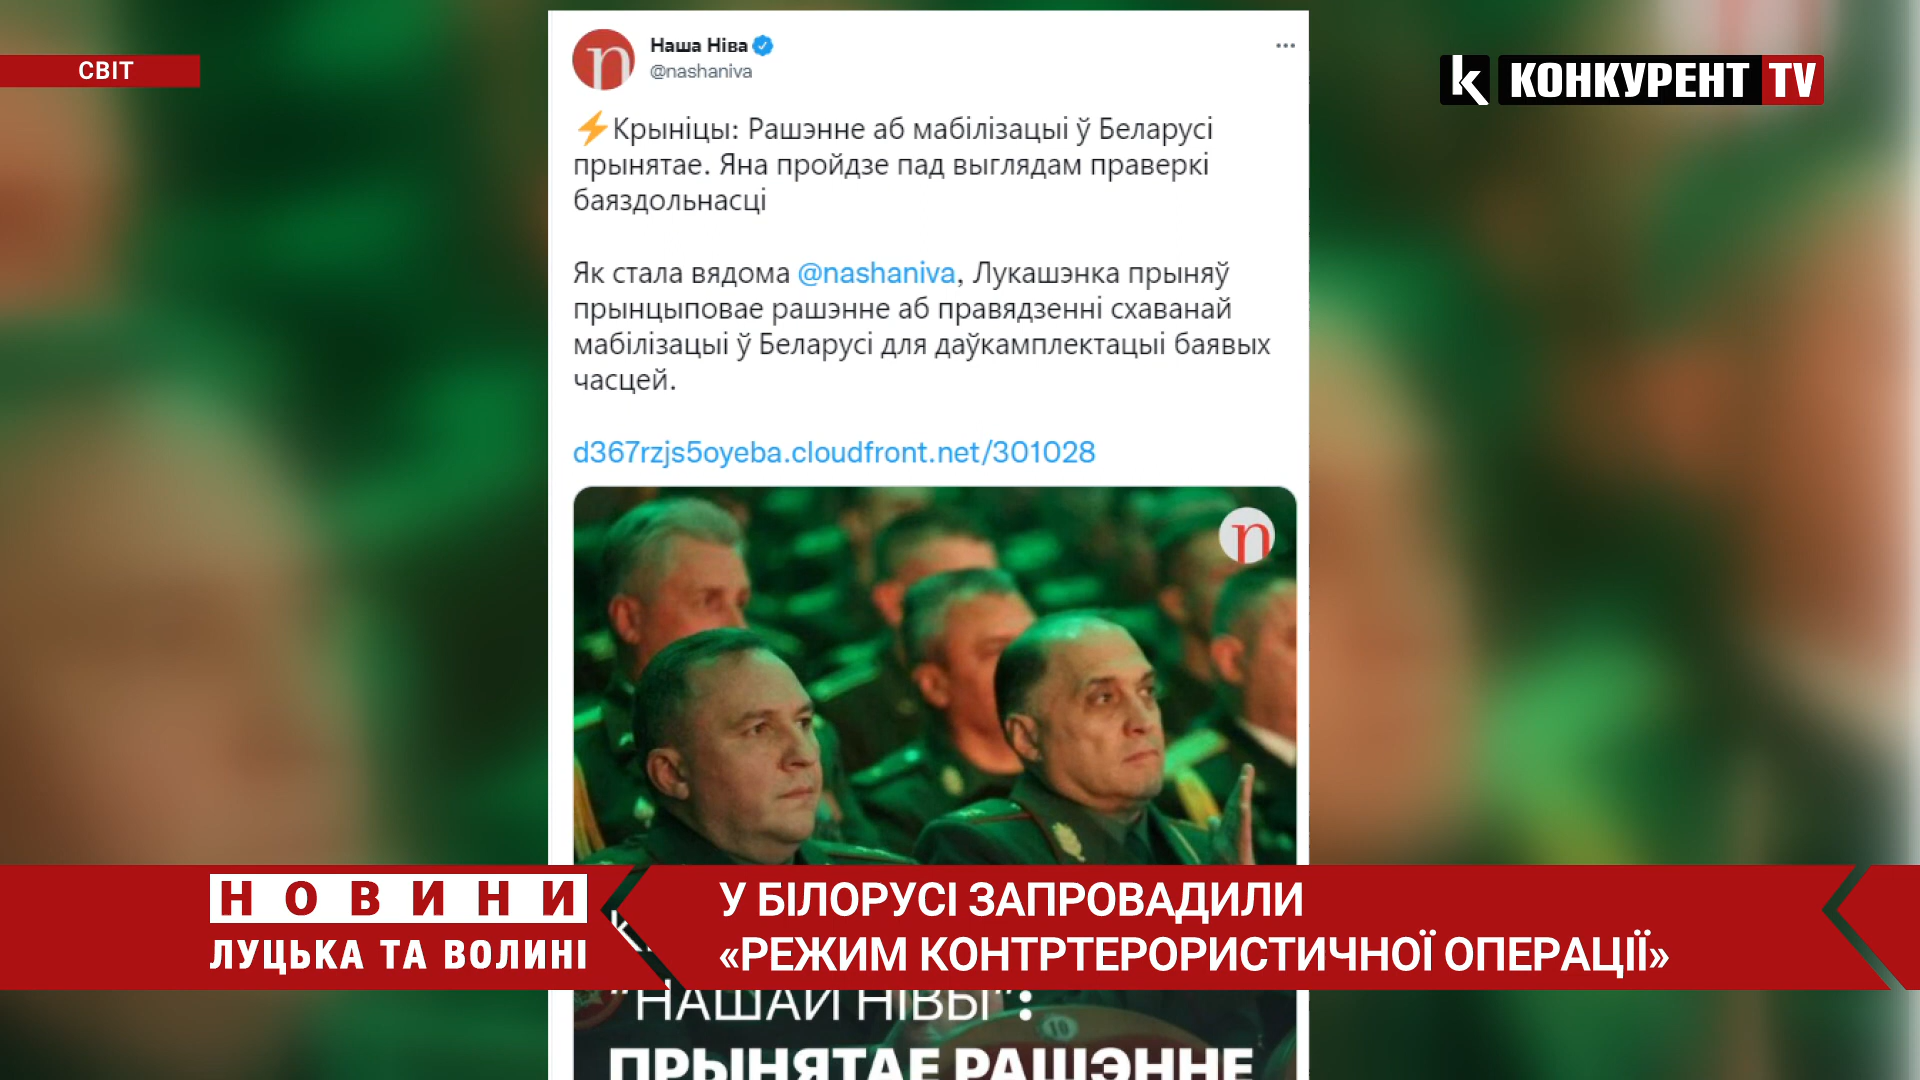 СВІТ
k КОНКУРЕНТ TV
n
Наша Ніва
@nashaniva
⚡Крыніцы: Рашэнне аб мабілізацыі ў Беларусі
прынятае. Яна пройдзе пад выглядам праверкі
баяздольнасці
Як стала вядома @nashaniva, Лукашэнка прыняў
прынцыповае рашэнне аб правядзенні схаванай
мабілізацыі ў Беларусі для даўкамплектацыі баявых
часцей.
d367rzjs5oyeba.cloudfront.net/301028
n
НОВИНИ
ЛУЦЬКА ТА ВОЛИНІ
У БІЛОРУСІ ЗАПРОВАДИЛИ
«РЕЖИМ КОНТРТЕРОРИСТИЧНОЇ ОПЕРАЦІЇ»
"НАШАЙ НІВЫ":
ПРЫНЯТАЕ РАШЭННЕ